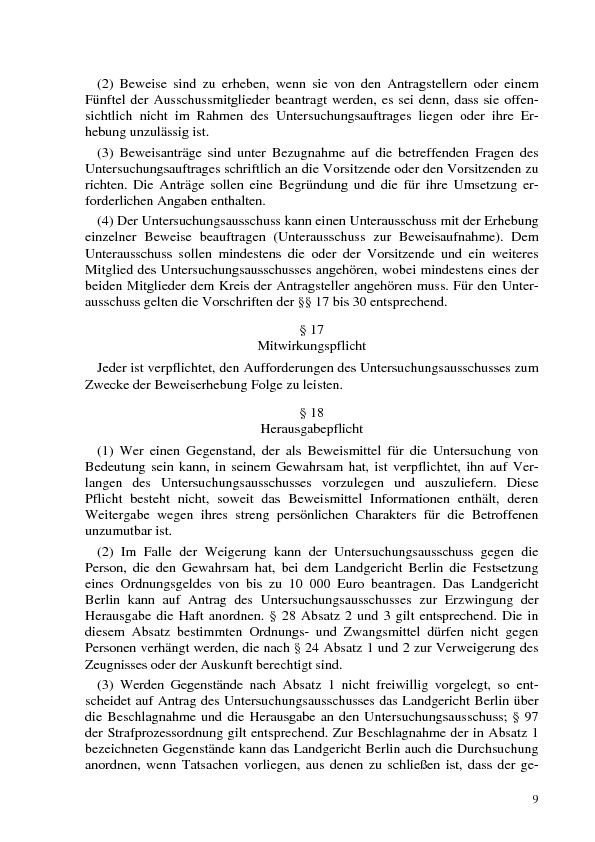 (2) Beweise sind zu erheben, wenn sie von den Antragstellern oder einem
Fünftel der Ausschussmitglieder beantragt werden, es sei denn, dass sie offen-
sichtlich nicht im Rahmen des Untersuchungsauftrages liegen oder ihre Er-
hebung unzulässig ist.
(3) Beweisanträge sind unter Bezugnahme auf die betreffenden Fragen des
Untersuchungsauftrages schriftlich an die Vorsitzende oder den Vorsitzenden zu
richten. Die Anträge sollen eine Begründung und die für ihre Umsetzung er-
forderlichen Angaben enthalten.
(4) Der Untersuchungsausschuss kann einen Unterausschuss mit der Erhebung
einzelner Beweise beauftragen (Unterausschuss zur Beweisaufnahme). Dem
Unterausschuss sollen mindestens die oder der Vorsitzende und ein weiteres
Mitglied des Untersuchungsausschusses angehören, wobei mindestens eines der
beiden Mitglieder dem Kreis der Antragsteller angehören muss. Für den Unter-
ausschuss gelten die Vorschriften der §§ 17 bis 30 entsprechend.
§ 17
Mitwirkungspflicht
Jeder ist verpflichtet, den Aufforderungen des Untersuchungsausschusses zum
Zwecke der Beweiserhebung Folge zu leisten.
§ 18
Herausgabepflicht
(1) Wer einen Gegenstand, der als Beweismittel für die Untersuchung von
Bedeutung sein kann, in seinem Gewahrsam hat, ist verpflichtet, ihn auf Ver-
langen des Untersuchungsausschusses vorzulegen und auszuliefern. Diese
Pflicht besteht nicht, soweit das Beweismittel Informationen enthält, deren
Weitergabe wegen ihres streng persönlichen Charakters für die Betroffenen
unzumutbar ist.
(2) Im Falle der Weigerung kann der Untersuchungsausschuss gegen die
Person, die den Gewahrsam hat, bei dem Landgericht Berlin die Festsetzung
eines Ordnungsgeldes von bis zu 10 000 Euro beantragen. Das Landgericht
Berlin kann auf Antrag des Untersuchungsausschusses zur Erzwingung der
Herausgabe die Haft anordnen. § 28 Absatz 2 und 3 gilt entsprechend. Die in
diesem Absatz bestimmten Ordnungs- und Zwangsmittel dürfen nicht gegen
Personen verhängt werden, die nach § 24 Absatz 1 und 2 zur Verweigerung des
Zeugnisses oder der Auskunft berechtigt sind.
(3) Werden Gegenstände nach Absatz 1 nicht freiwillig vorgelegt, so ent-
scheidet auf Antrag des Untersuchungsausschusses das Landgericht Berlin über
die Beschlagnahme und die Herausgabe an den Untersuchungsausschuss; § 97
der Strafprozessordnung gilt entsprechend. Zur Beschlagnahme der in Absatz 1
bezeichneten Gegenstände kann das Landgericht Berlin auch die Durchsuchung
anordnen, wenn Tatsachen vorliegen, aus denen zu schließen ist, dass der ge-
9